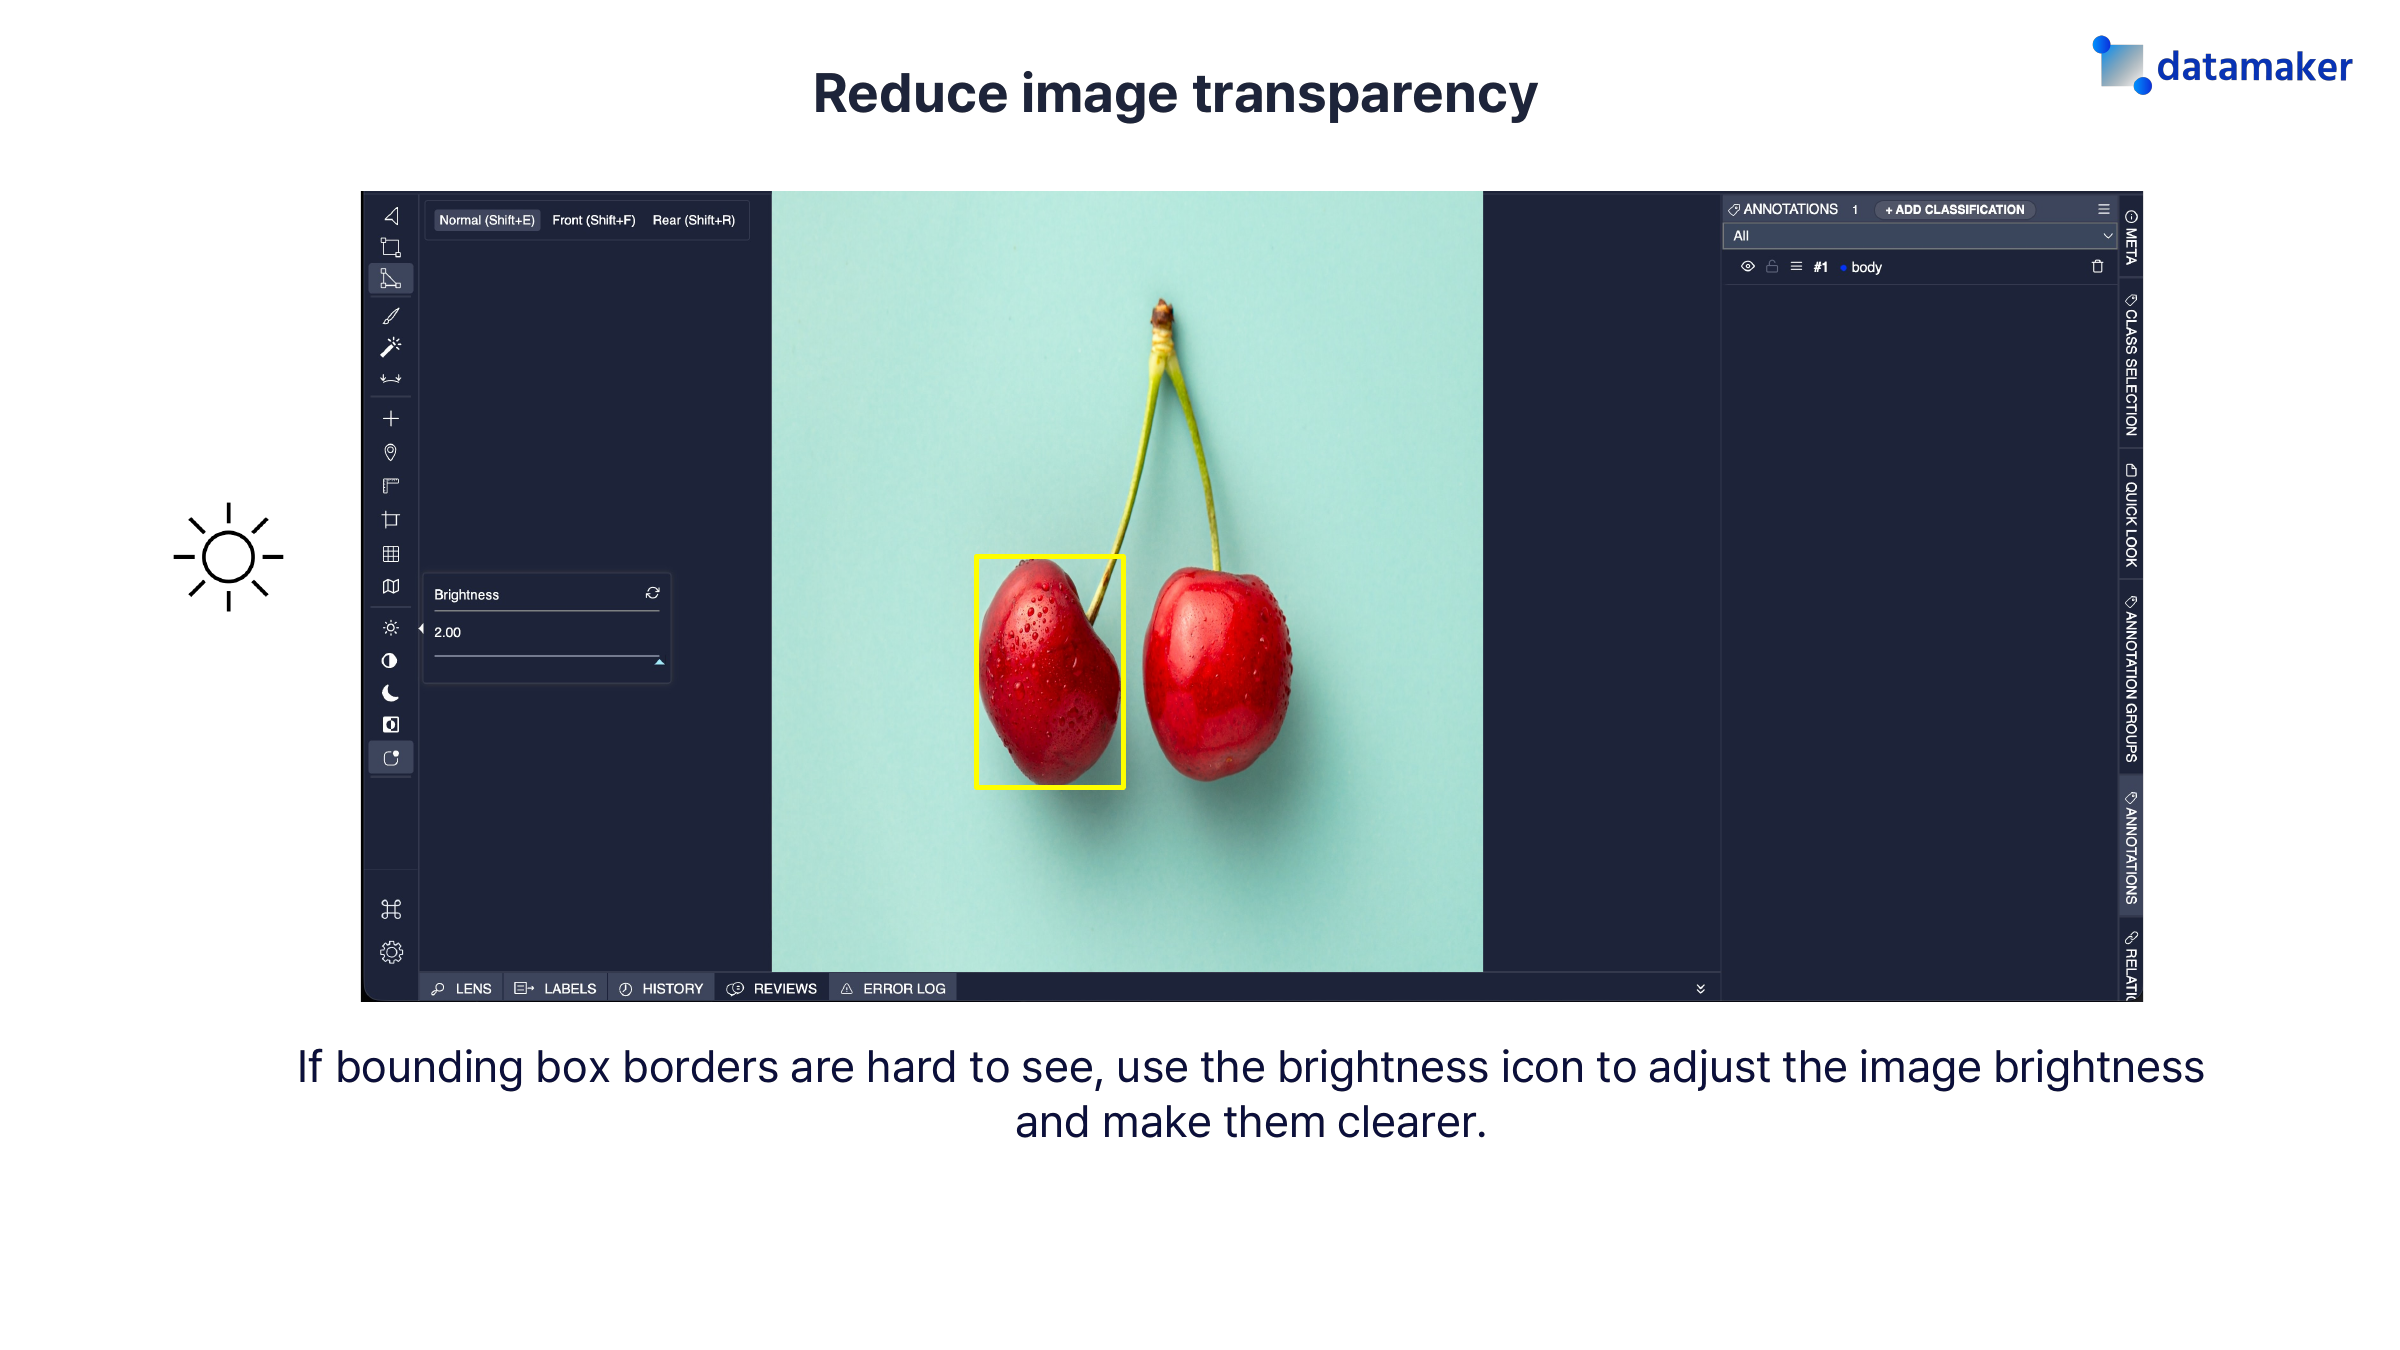 Reduce image transparency
datamaker
Normal (Shift+E) Front (Shift+F) Rear (Shift+R)
ANNOTATIONS 1 + ADD CLASSIFICATION
All
#1 body
META
CLASS SELECTION
QUICK LOOK
ANNOTATION GROUPS
ANNOTATIONS
Brightness
2.00
LENS LABELS HISTORY REVIEWS ERROR LOG
If bounding box borders are hard to see, use the brightness icon to adjust the image brightness
and make them clearer.